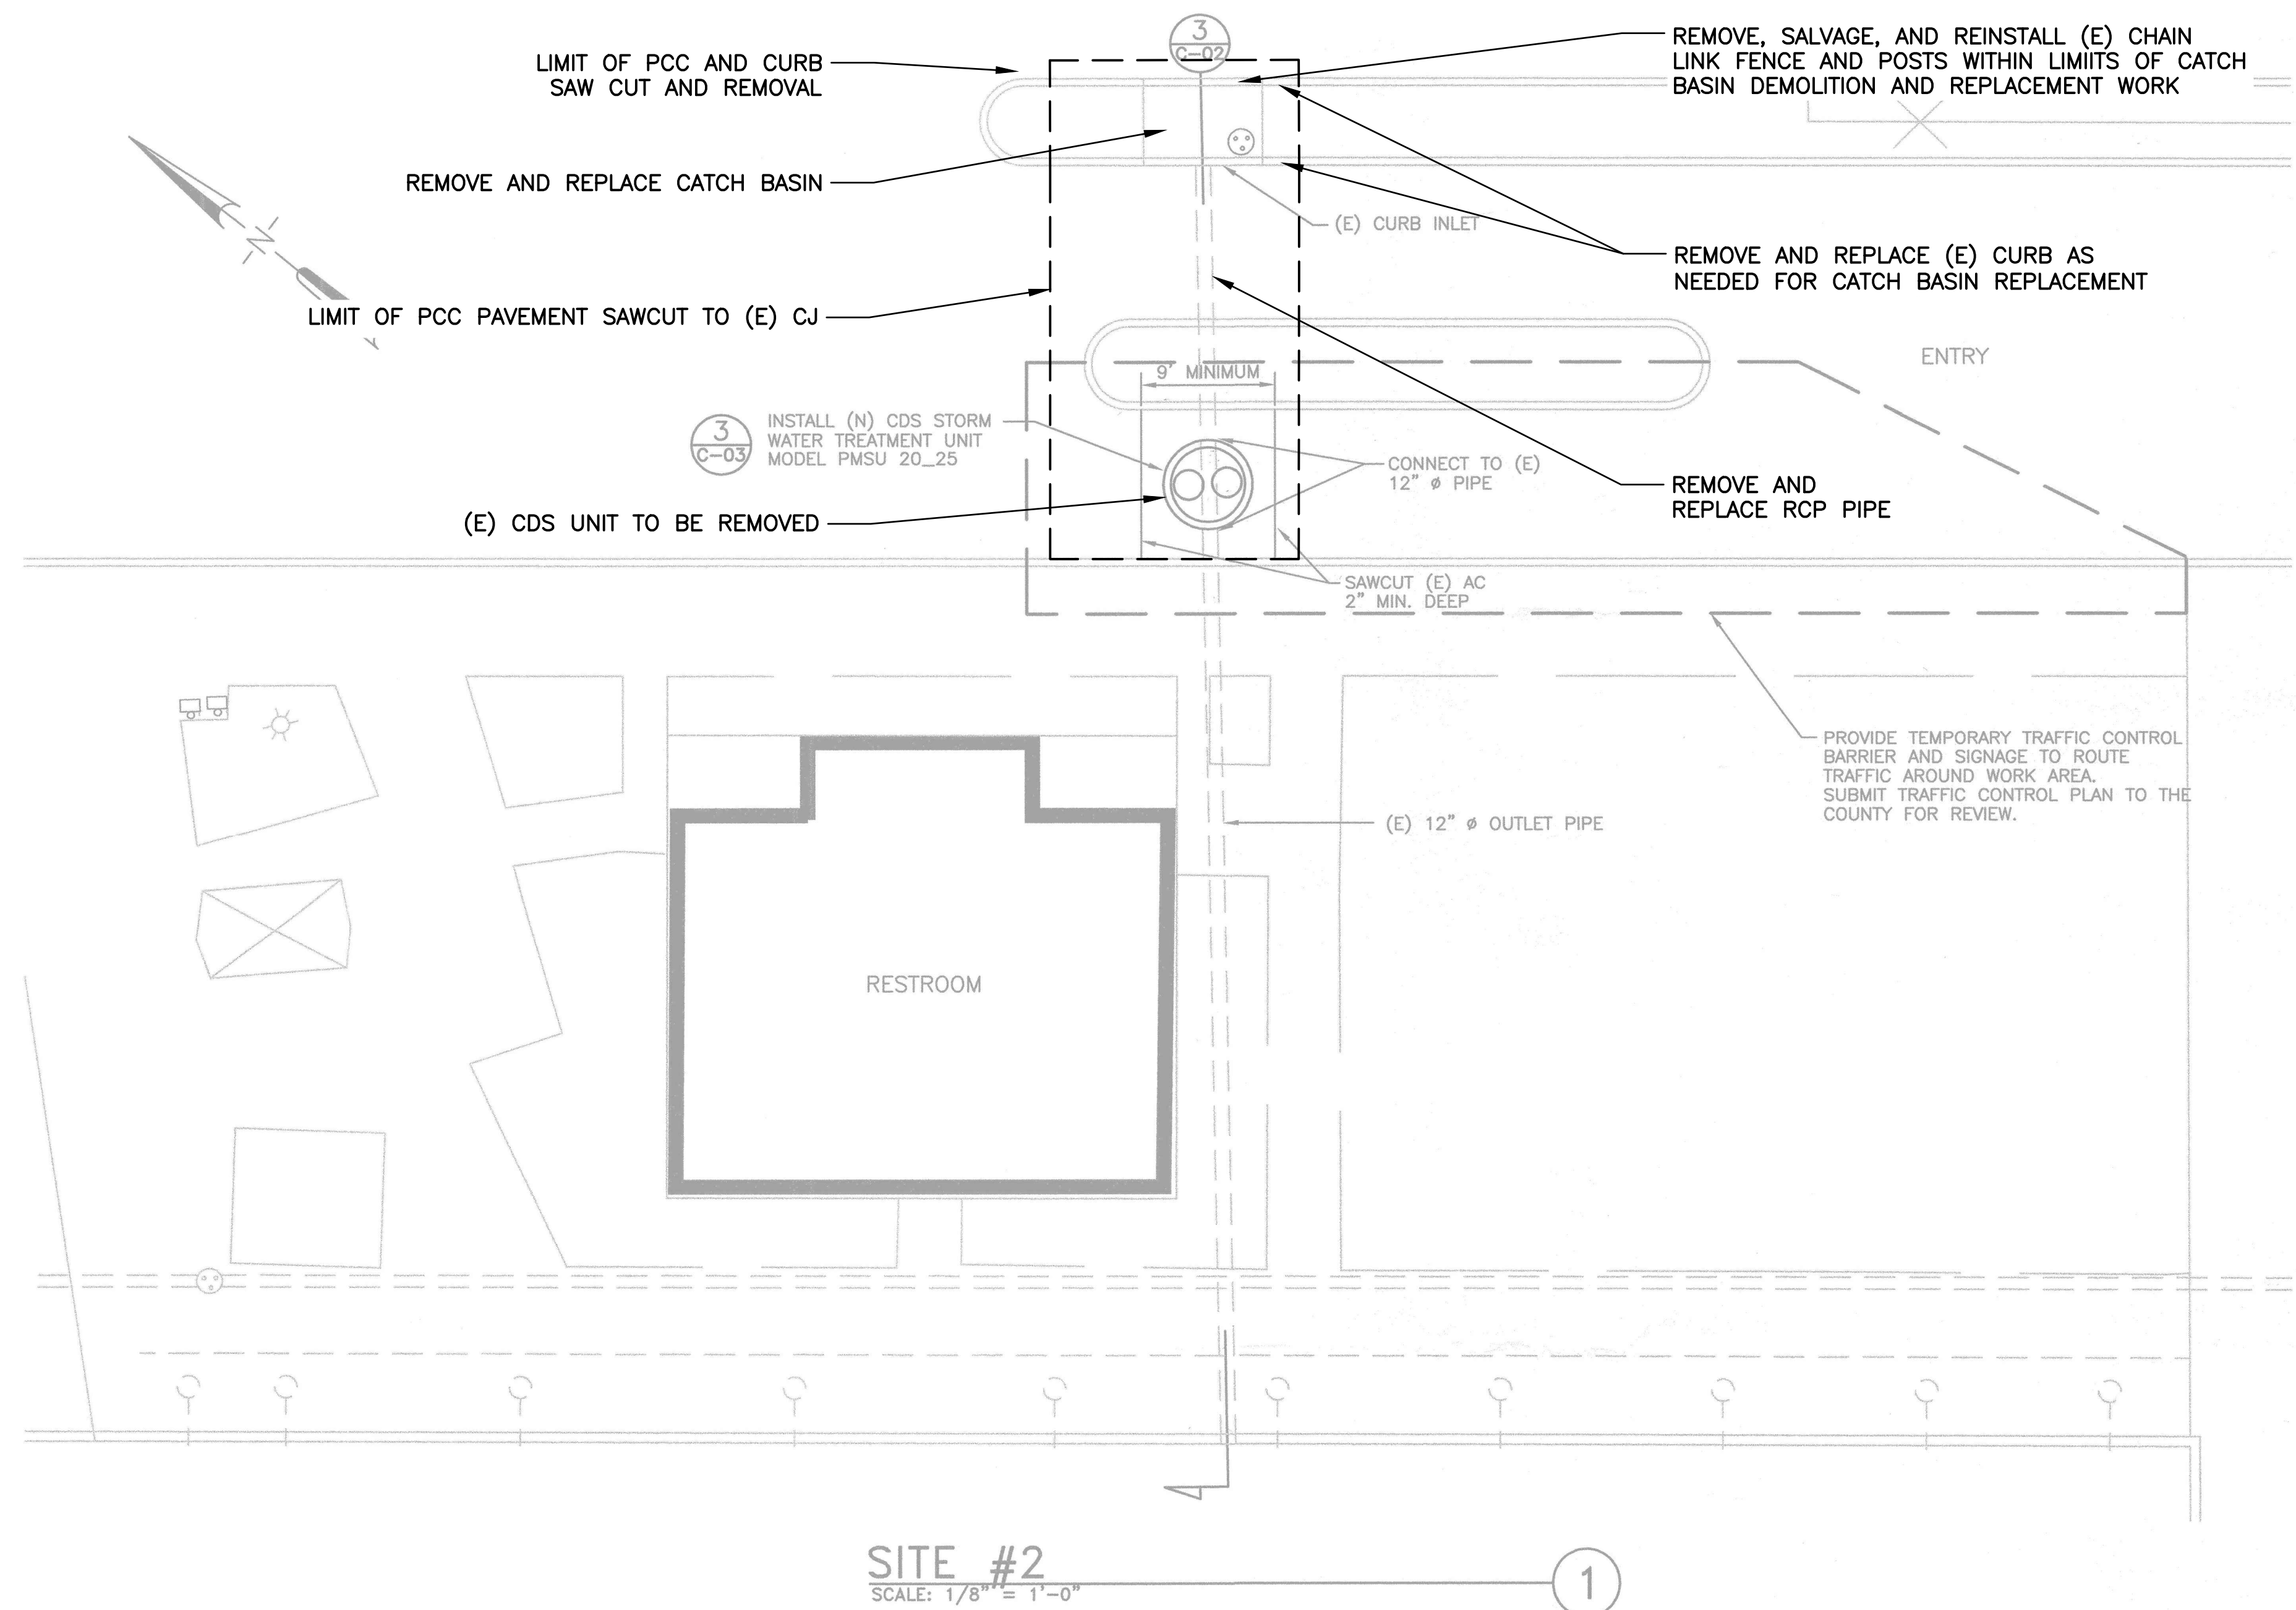 3
C-02
LIMIT OF PCC AND CURB
SAW CUT AND REMOVAL
REMOVE, SALVAGE, AND REINSTALL (E) CHAIN
LINK FENCE AND POSTS WITHIN LIMIITS OF CATCH
BASIN DEMOLITION AND REPLACEMENT WORK
REMOVE AND REPLACE CATCH BASIN
N
(E) CURB INLET
REMOVE AND REPLACE (E) CURB AS
NEEDED FOR CATCH BASIN REPLACEMENT
LIMIT OF PCC PAVEMENT SAWCUT TO (E) CJ
ENTRY
9' MINIMUM
3
C-03
INSTALL (N) CDS STORM
WATER TREATMENT UNIT
MODEL PMSU 20_25
CONNECT TO (E)
12" ø PIPE
REMOVE AND
REPLACE RCP PIPE
(E) CDS UNIT TO BE REMOVED
SAWCUT (E) AC
2" MIN. DEEP
PROVIDE TEMPORARY TRAFFIC CONTROL
BARRIER AND SIGNAGE TO ROUTE
TRAFFIC AROUND WORK AREA.
SUBMIT TRAFFIC CONTROL PLAN TO THE
COUNTY FOR REVIEW.
(E) 12" ø OUTLET PIPE
RESTROOM
SITE #2
SCALE: 1/8" = 1'-0"
1